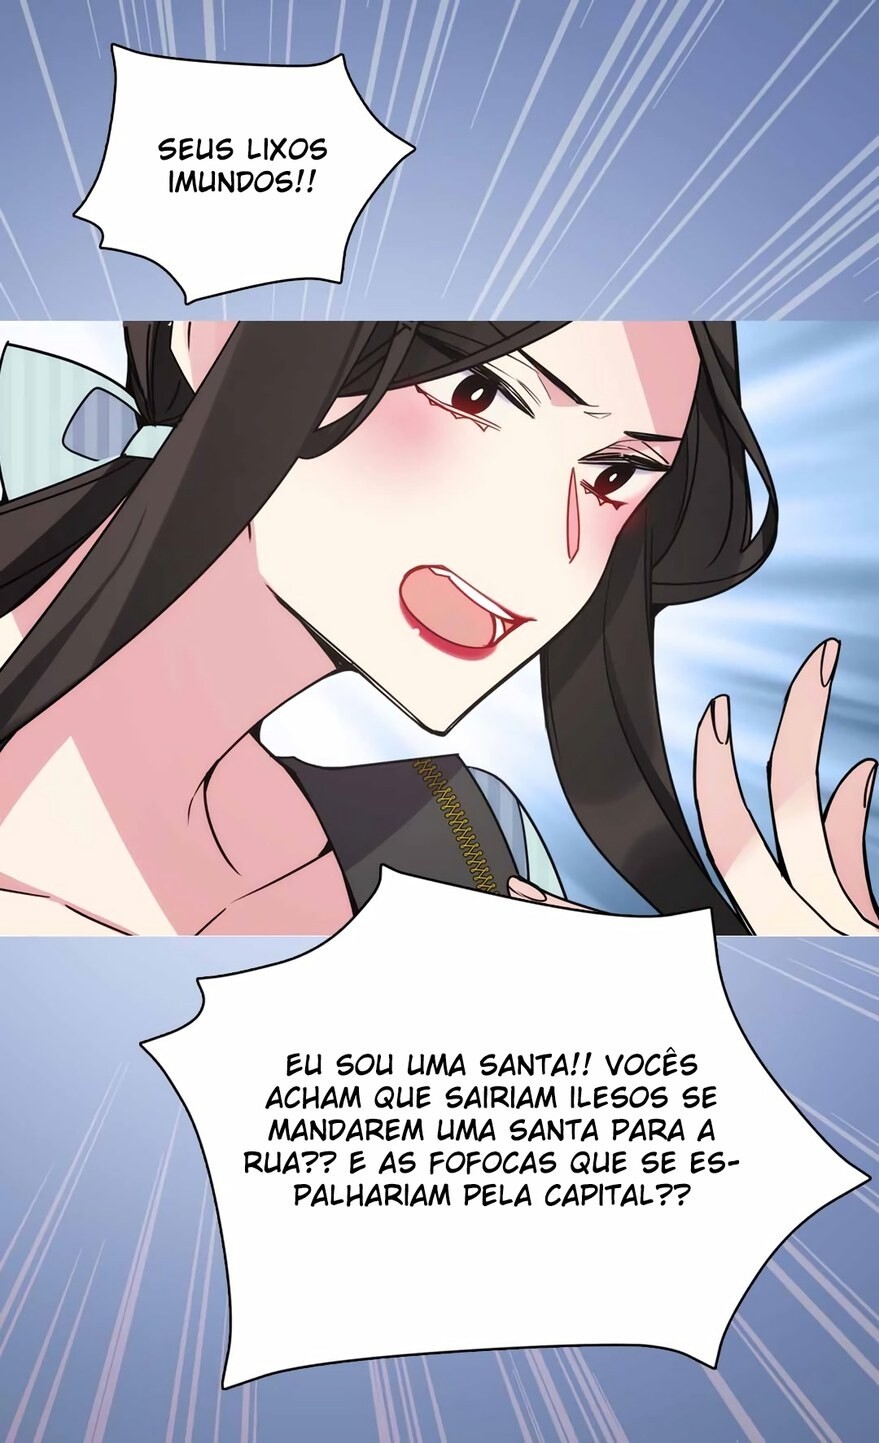 SEUS LIXOS
IMUNDOS!!
EU SOU UMA SANTA!! VOCÊS
ACHAM QUE SAIRIAM ILESOS SE
MANDAREM UMA SANTA PARA A
RUA?? E AS FOFOCAS QUE SE ES-
PALHARIAM PELA CAPITAL??